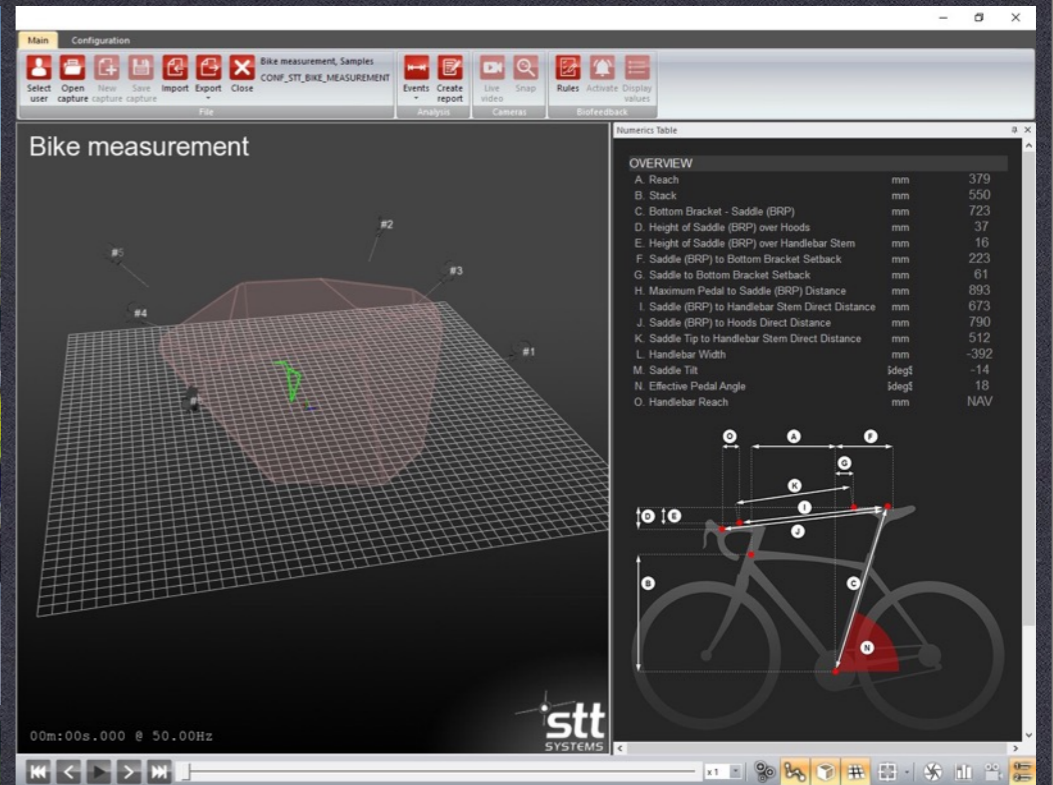 Main Configuration
Select user
Open capture
New capture
Save capture
Import
Export
Close
Bike measurement, Samples
CONF_STT_BIKE_MEASUREMENT
File
Events
Create report
Analysis
Live video
Snap
Cameras
Rules
Activate
Display values
Biofeedback
Bike measurement
#5
#2
#3
#4
#1
00m:00s.000 @ 50.00Hz
stt
SYSTEMS
Numerics Table
OVERVIEW
A. Reach mm 379
B. Stack mm 550
C. Bottom Bracket - Saddle (BRP) mm 723
D. Height of Saddle (BRP) over Hoods mm 37
E. Height of Saddle (BRP) over Handlebar Stem mm 16
F. Saddle (BRP) to Bottom Bracket Setback mm 223
G. Saddle to Bottom Bracket Setback mm 61
H. Maximum Pedal to Saddle (BRP) Distance mm 893
I. Saddle (BRP) to Handlebar Stem Direct Distance mm 673
J. Saddle (BRP) to Hoods Direct Distance mm 790
K. Saddle Tip to Handlebar Stem Direct Distance mm 512
L. Handlebar Width mm -392
M. Saddle Tilt $deg$ -14
N. Effective Pedal Angle $deg$ 18
O. Handlebar Reach mm NAV
O A F
G
K
D E I
J
B C
N
x 1